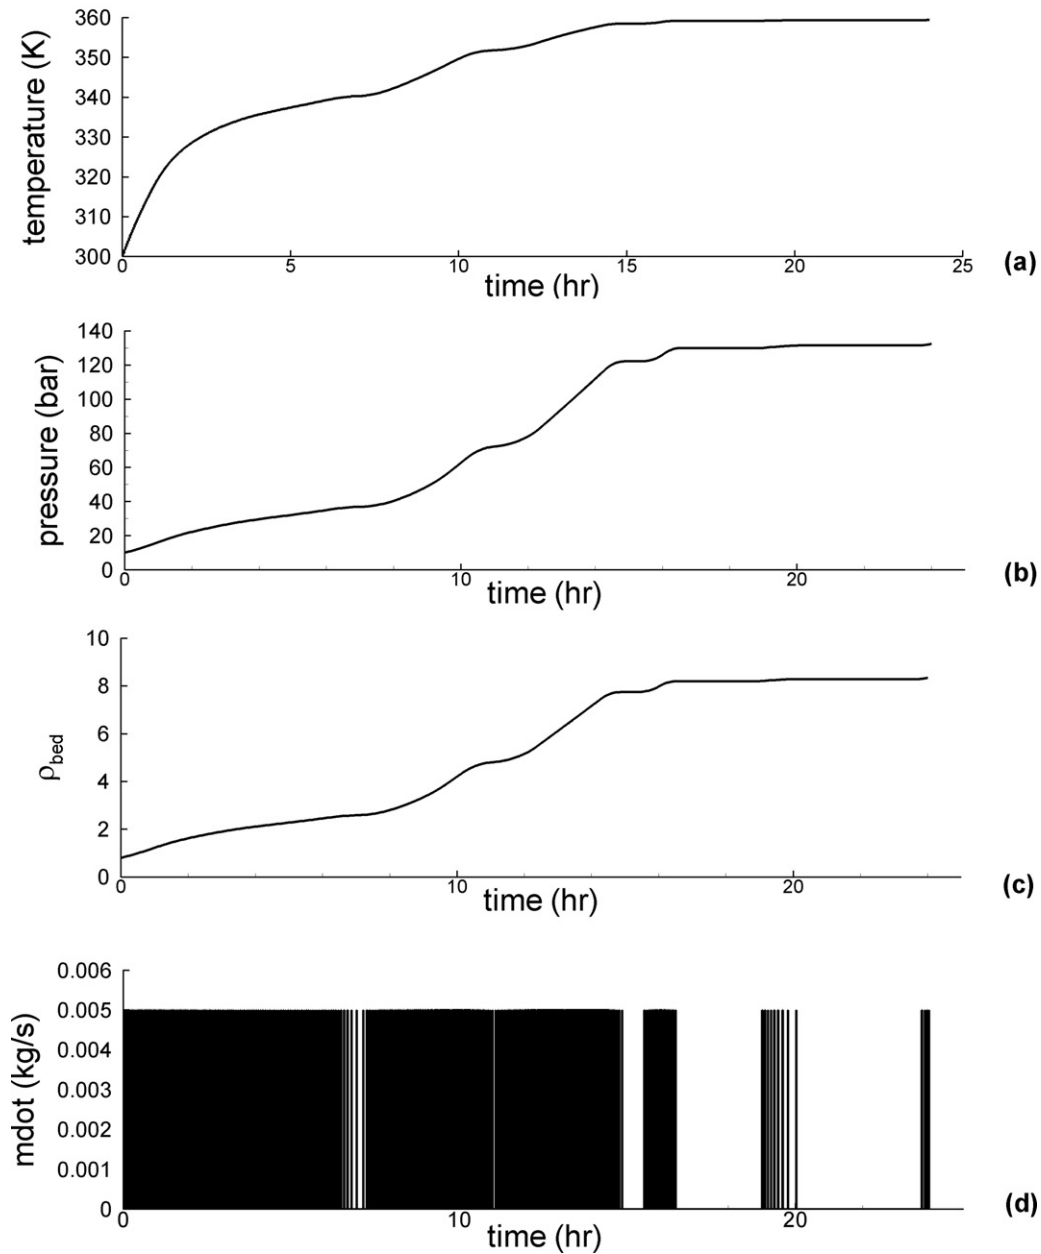 360
350
340
330
320
310
300
temperature (K)
0 5 10 15 20 25
time (hr)
(a)
140
120
100
80
60
40
20
0
pressure (bar)
0 10 20
time (hr)
(b)
10
8
6
4
2
0
ρbed
0 10 20
time (hr)
(c)
0.006
0.005
0.004
0.003
0.002
0.001
0
mdot (kg/s)
0 10 20
time (hr)
(d)